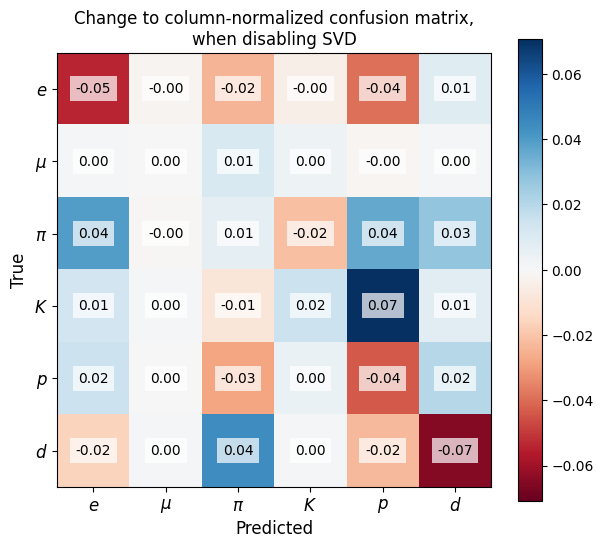 Change to column-normalized confusion matrix,
when disabling SVD
True
e -0.05 -0.00 -0.02 -0.00 -0.04 0.01
μ 0.00 0.00 0.01 0.00 -0.00 0.00
π 0.04 -0.00 0.01 -0.02 0.04 0.03
K 0.01 0.00 -0.01 0.02 0.07 0.01
p 0.02 0.00 -0.03 0.00 -0.04 0.02
d -0.02 0.00 0.04 0.00 -0.02 -0.07
e μ π K p d
Predicted
0.06
0.04
0.02
0.00
−0.02
−0.04
−0.06